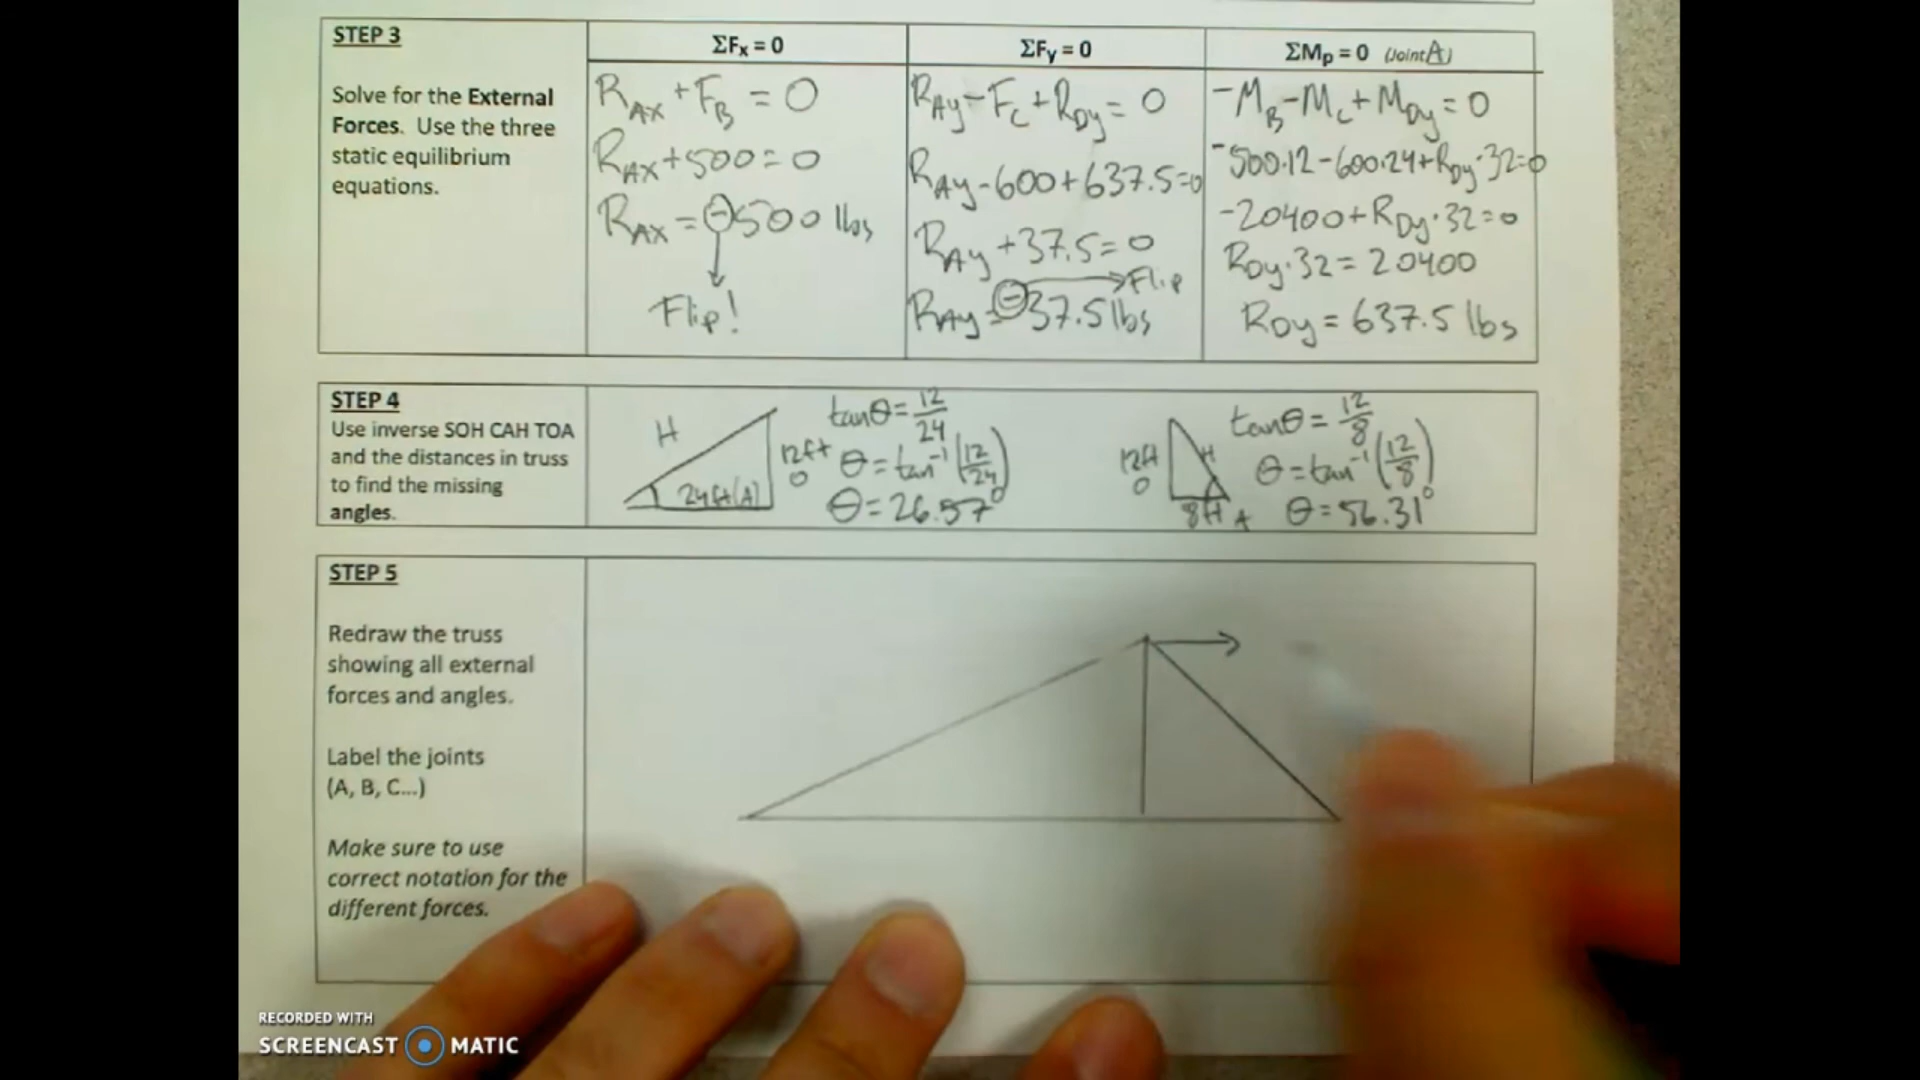 STEP 3
Solve for the External
Forces. Use the three
static equilibrium
equations.
ΣFx = 0
RAX + FB = 0
RAX + 500 = 0
RAX = -500 lbs
Flip!
ΣFy = 0
RAy - FC + RDy = 0
RAy - 600 + 637.5 = 0
RAy + 37.5 = 0
Flip
RAy = -37.5 lbs
ΣMp = 0 (Joint A)
-MB - MC + MDy = 0
-500·12 - 600·24 + RDy·32 = 0
-20400 + RDy·32 = 0
RDy·32 = 20400
RDy = 637.5 lbs
STEP 4
Use inverse SOH CAH TOA
and the distances in truss
to find the missing
angles.
H
12ft
O
24ft (A)
tanθ = 12/24
θ = tan⁻¹(12/24)
θ = 26.57°
12ft
O
H
8ft A
tanθ = 12/8
θ = tan⁻¹(12/8)
θ = 56.31°
STEP 5
Redraw the truss
showing all external
forces and angles.
Label the joints
(A, B, C...)
Make sure to use
correct notation for the
different forces.
RECORDED WITH
SCREENCAST MATIC